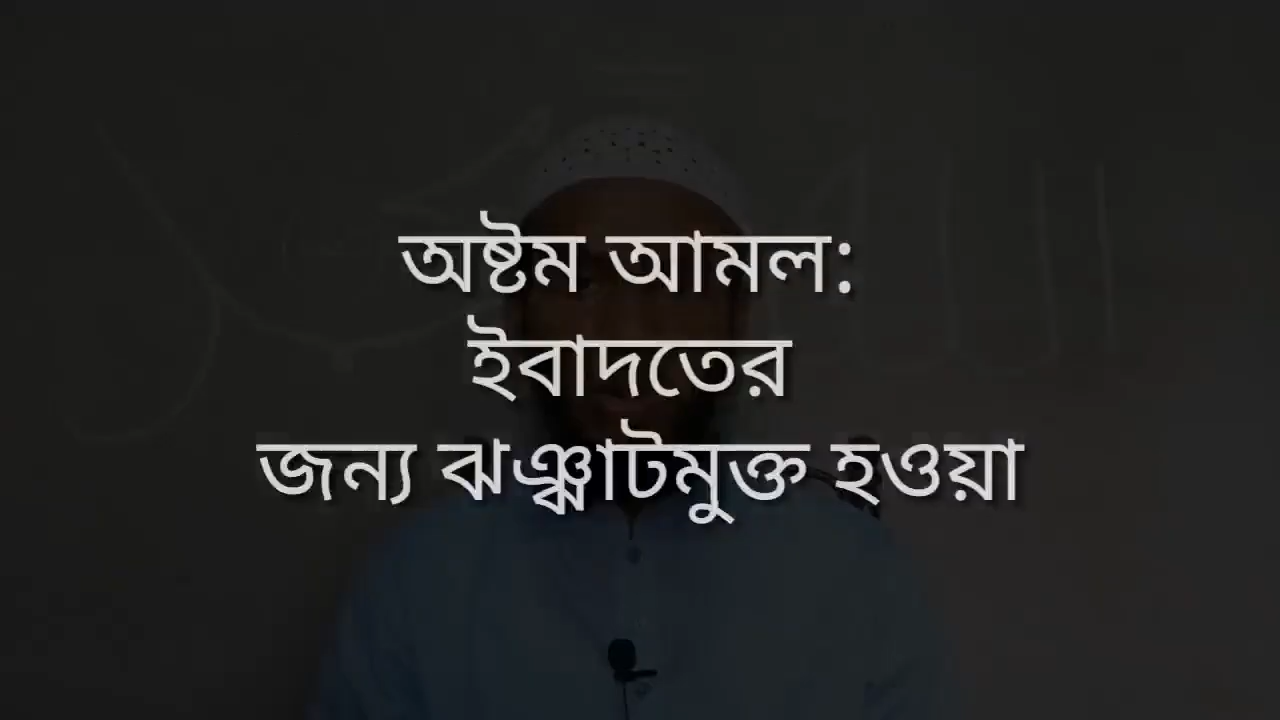 অষ্টম আমল:
ইবাদতের
জন্য ঝঞ্ঝাটমুক্ত হওয়া